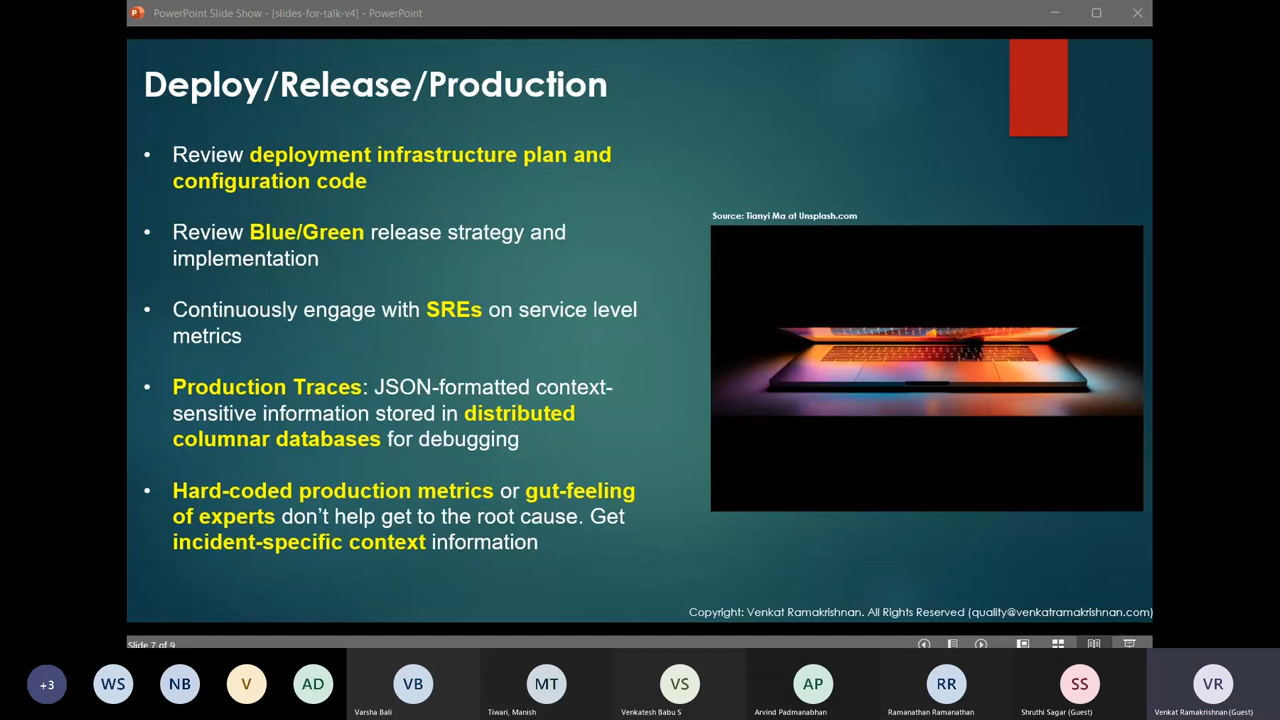 PowerPoint Slide Show - [slides-for-talk-v4] - PowerPoint
Deploy/Release/Production
• Review deployment infrastructure plan and
configuration code
• Review Blue/Green release strategy and
implementation
• Continuously engage with SREs on service level
metrics
• Production Traces: JSON-formatted context-
sensitive information stored in distributed
columnar databases for debugging
• Hard-coded production metrics or gut-feeling
of experts don’t help get to the root cause. Get
incident-specific context information
Source: Tianyi Ma at Unsplash.com
Copyright: Venkat Ramakrishnan. All Rights Reserved (quality@venkatramakrishnan.com)
Slide 7 of 9
+3 WS NB V AD VB MT VS AP RR SS VR
Varsha Bali Tiwari, Manish Venkatesh Babu S Arvind Padmanabhan Ramanathan Ramanathan Shruthi Sagar (Guest) Venkat Ramakrishnan (Guest)